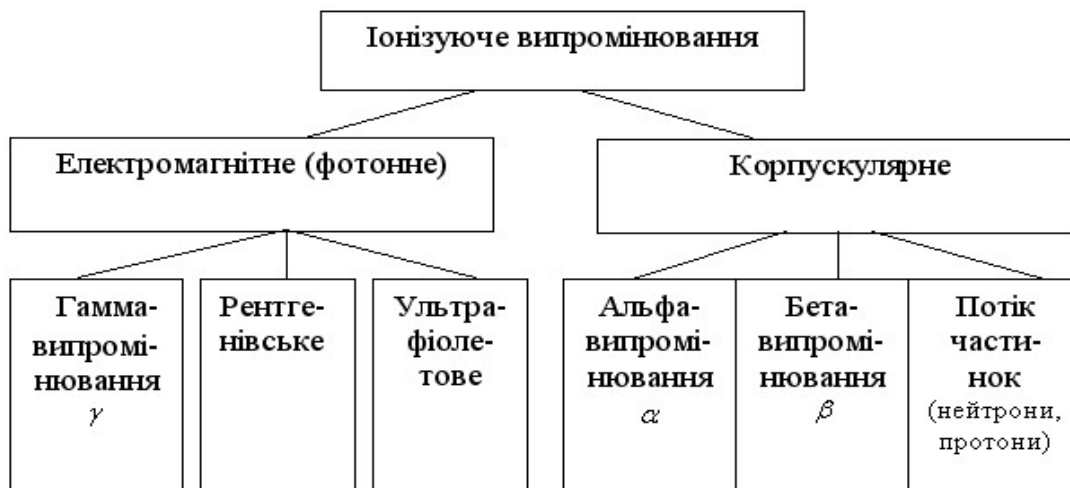 Іонізуюче випромінювання
Електромагнітне (фотонне)
Корпускулярне
Гамма-
випромі-
нювання
γ
Рентге-
нівське
Ультра-
фіоле-
тове
Альфа-
випромі-
нювання
α
Бета-
випромі-
нювання
β
Потік
части-
нок
(нейтрони,
протони)